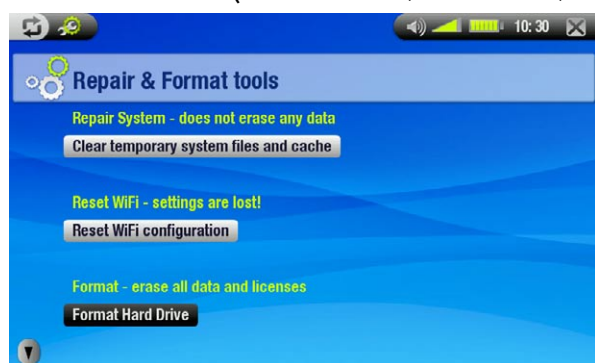 10:30
Repair & Format tools
Repair System - does not erase any data
Clear temporary system files and cache
Reset WiFi - settings are lost!
Reset WiFi configuration
Format - erase all data and licenses
Format Hard Drive